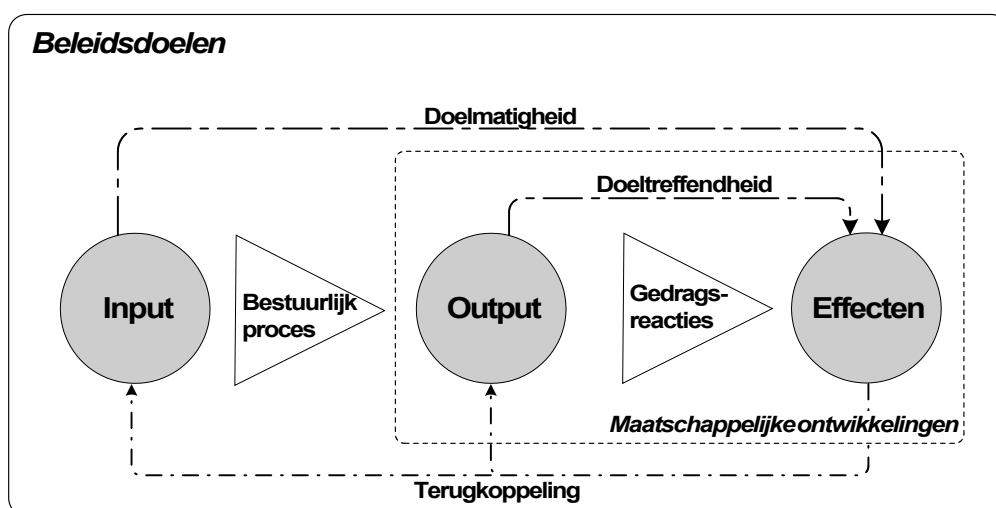 Beleidsdoelen
Doelmatigheid
Doeltreffendheid
Input
Bestuurlijk
proces
Output
Gedrags-
reacties
Effecten
Maatschappelijke ontwikkelingen
Terugkoppeling